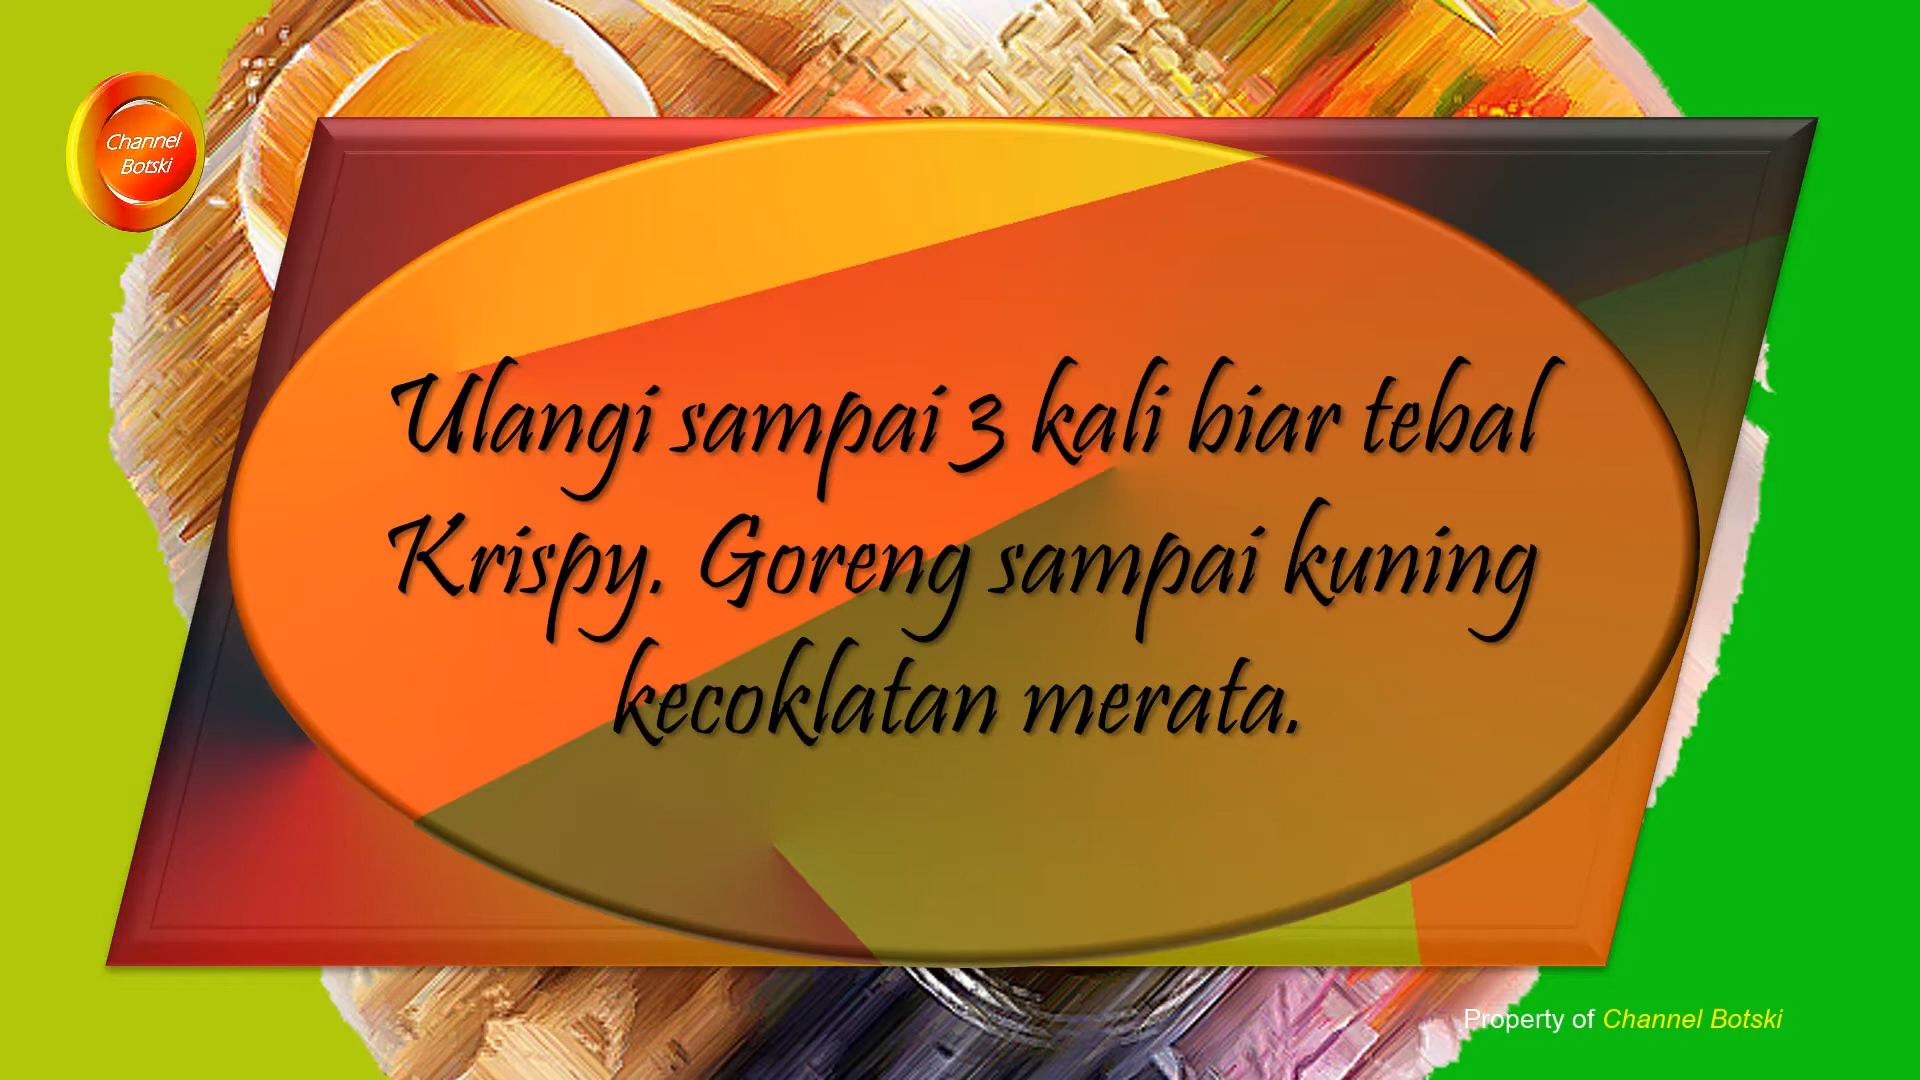 Channel
Botski
Ulangi sampai 3 kali biar tebal
Krispy. Goreng sampai kuning
kecoklatan merata.
Property of Channel Botski